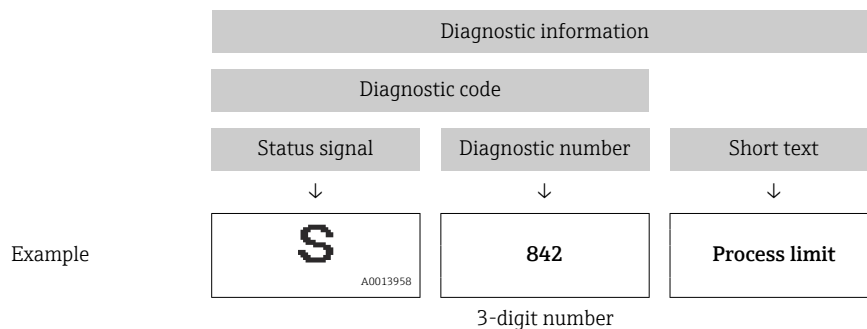 Diagnostic information
Diagnostic code
Status signal Diagnostic number Short text
↓ ↓ ↓
Example S 842 Process limit
A0013958
3-digit number